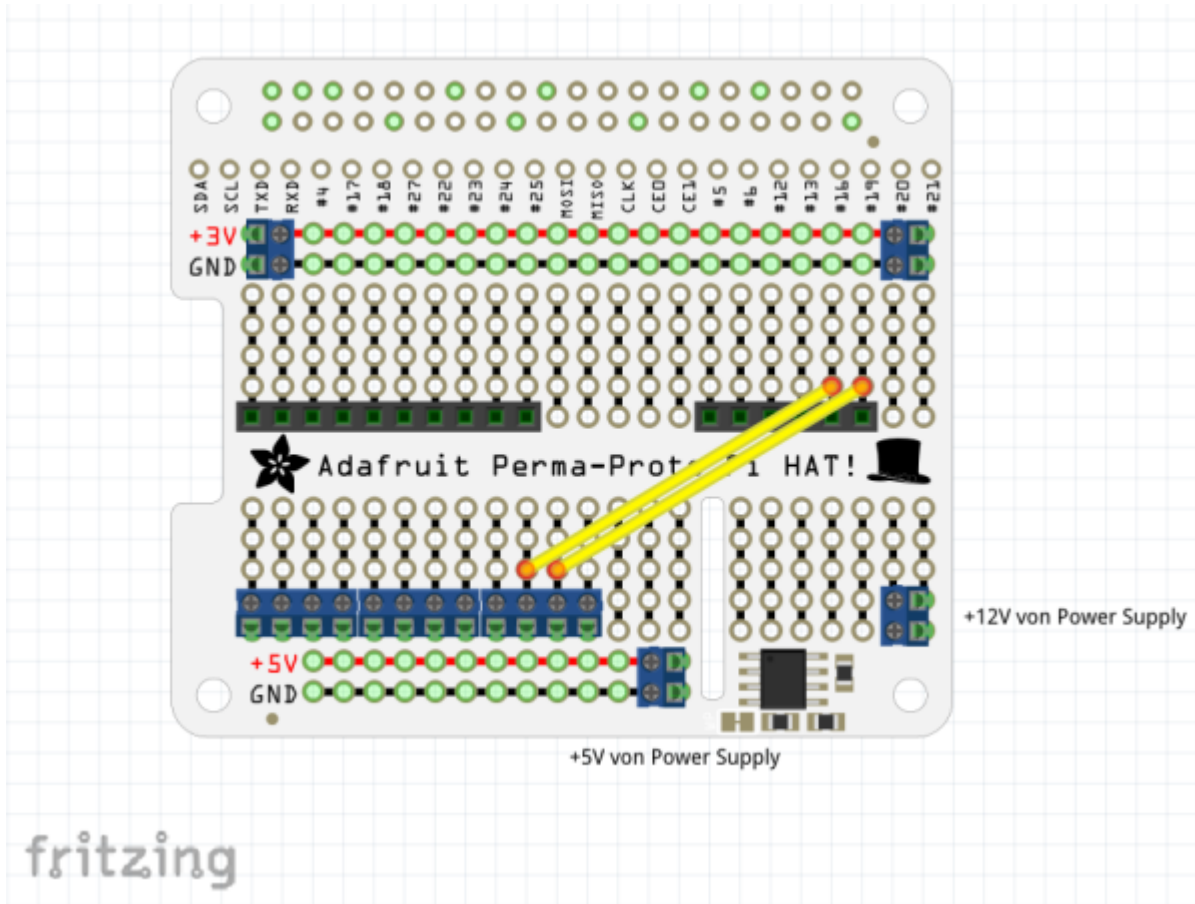 SDA SCL TXD RXD #4 #17 #18 #27 #22 #23 #24 #25 MOSI MISO CLK CE0 CE1 #5 #6 #12 #13 #16 #19 #20 #21
+3V
GND
Adafruit Perma-Proto Pi HAT!
+12V von Power Supply
+5V
GND
+5V von Power Supply
fritzing